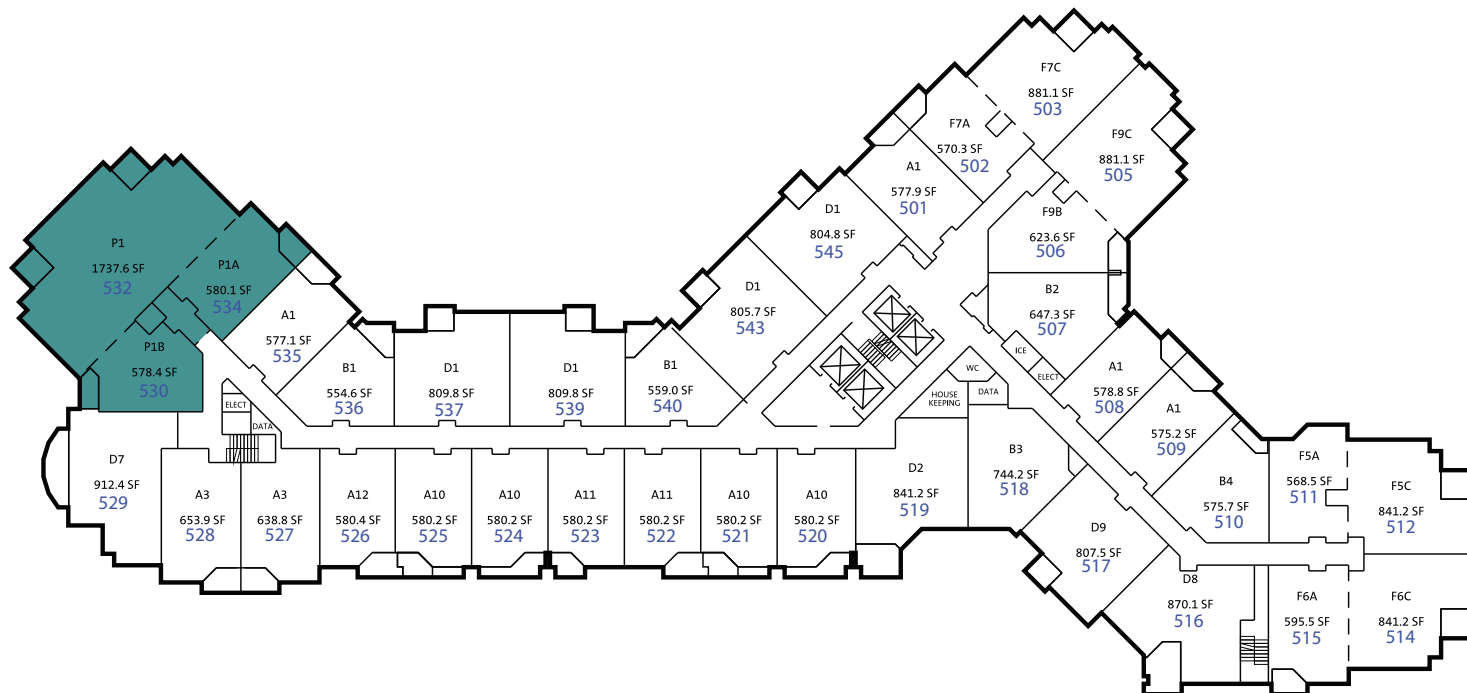 F7C
881.1 SF
503
F7A
570.3 SF
502
F9C
881.1 SF
505
A1
577.9 SF
501
D1
804.8 SF
545
F9B
623.6 SF
506
P1
1737.6 SF
532
P1A
580.1 SF
534
D1
805.7 SF
543
B2
647.3 SF
507
A1
577.1 SF
535
P1B
578.4 SF
530
B1
554.6 SF
536
D1
809.8 SF
537
D1
809.8 SF
539
B1
559.0 SF
540
ICE
ELECT
WC
HOUSE
KEEPING
DATA
A1
578.8 SF
508
A1
575.2 SF
509
ELECT
DATA
D7
912.4 SF
529
A3
653.9 SF
528
A3
638.8 SF
527
A12
580.4 SF
526
A10
580.2 SF
525
A10
580.2 SF
524
A11
580.2 SF
523
A11
580.2 SF
522
A10
580.2 SF
521
A10
580.2 SF
520
D2
841.2 SF
519
B3
744.2 SF
518
B4
575.7 SF
510
F5A
568.5 SF
511
F5C
841.2 SF
512
D9
807.5 SF
517
D8
870.1 SF
516
F6A
595.5 SF
515
F6C
841.2 SF
514